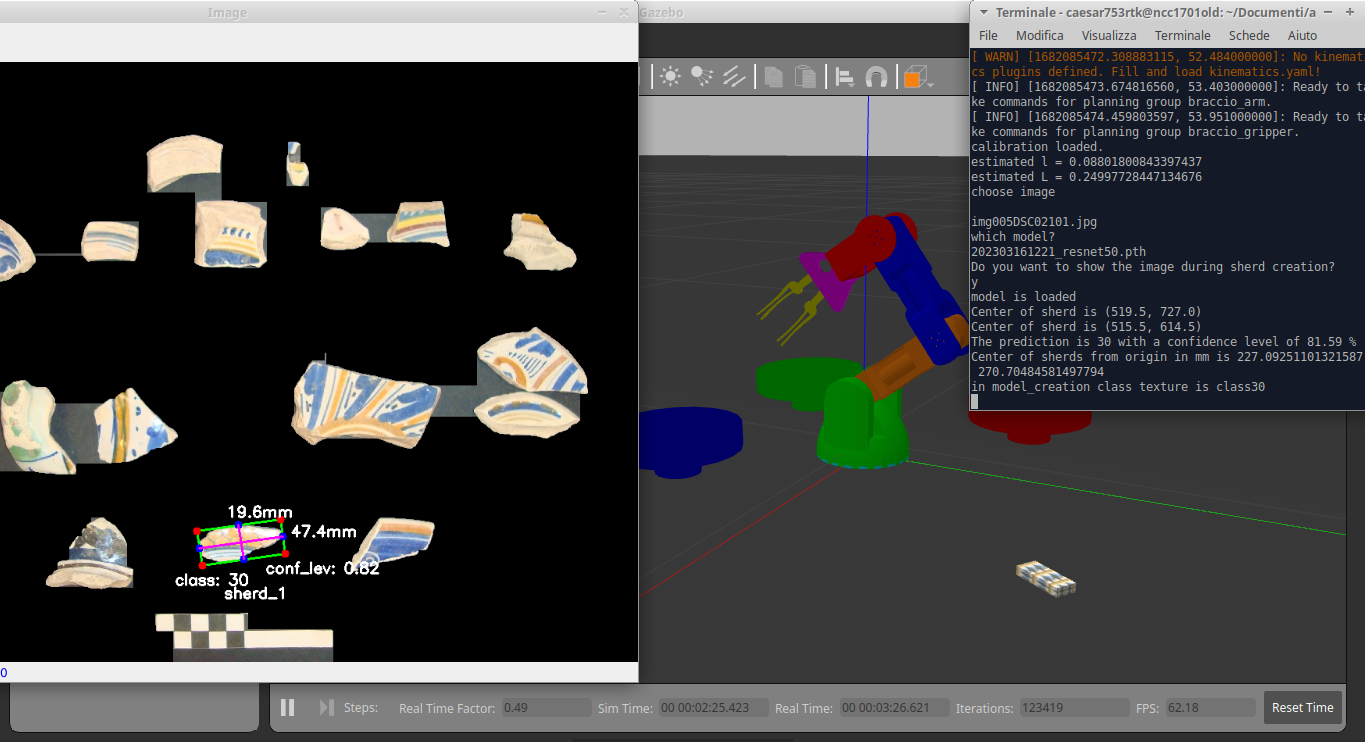 Image
Gazebo
Terminale - caesar753rtk@ncc1701old: ~/Documenti/a
File Modifica Visualizza Terminale Schede Aiuto
[ WARN] [1682085472.308883115, 52.484000000]: No kinemati
cs plugins defined. Fill and load kinematics.yaml!
[ INFO] [1682085473.674816560, 53.403000000]: Ready to ta
ke commands for planning group braccio_arm.
[ INFO] [1682085474.459803597, 53.951000000]: Ready to ta
ke commands for planning group braccio_gripper.
calibration loaded.
estimated l = 0.08801800843397437
estimated L = 0.24997728447134676
choose image
img005DSC02101.jpg
which model?
202303161221_resnet50.pth
Do you want to show the image during sherd creation?
y
model is loaded
Center of sherd is (519.5, 727.0)
Center of sherd is (515.5, 614.5)
The prediction is 30 with a confidence level of 81.59 %
Center of sherds from origin in mm is 227.09251101321587
270.70484581497794
in model_creation class texture is class30
19.6mm
47.4mm
conf_lev: 0.82
class: 30
sherd_1
0
Steps: Real Time Factor: 0.49 Sim Time: 00 00:02:25.423 Real Time: 00 00:03:26.621 Iterations: 123419 FPS: 62.18 Reset Time